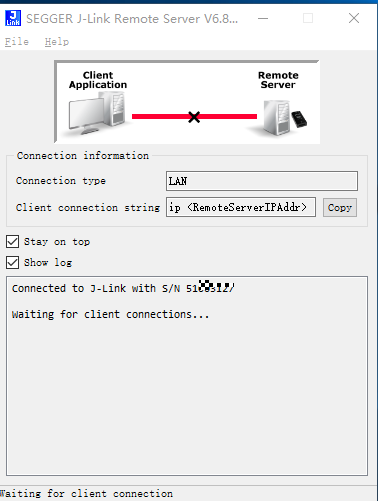 J
Link
SEGGER J-Link Remote Server V6.8...
File Help
Client
Application
Remote
Server
Connection information
Connection type
LAN
Client connection string
ip <RemoteServerIPAddr>
Copy
Stay on top
Show log
Connected to J-Link with S/N
Waiting for client connections...
Waiting for client connection